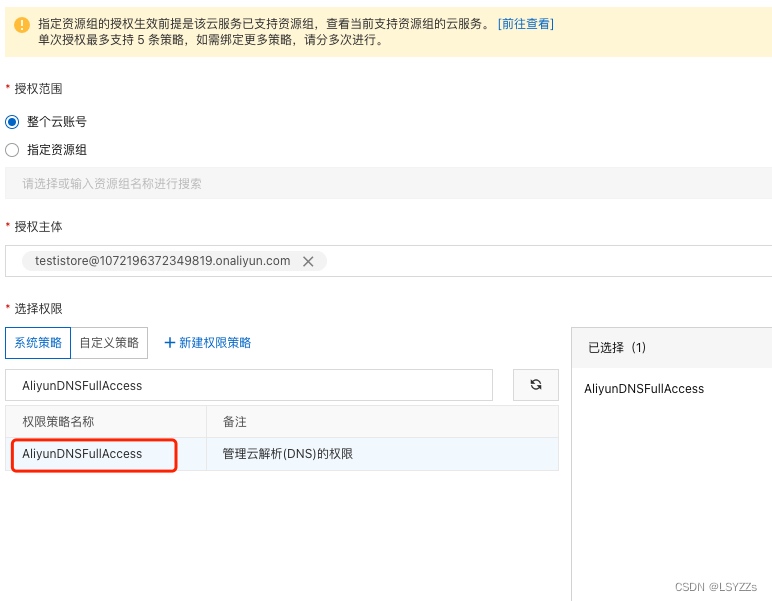 指定资源组的授权生效前提是该云服务已支持资源组，查看当前支持资源组的云服务。 [前往查看]
单次授权最多支持 5 条策略，如需绑定更多策略，请分多次进行。
* 授权范围
整个云账号
指定资源组
请选择或输入资源组名称进行搜索
* 授权主体
testistore@1072196372349819.onaliyun.com
* 选择权限
系统策略 自定义策略 + 新建权限策略
已选择（1）
AliyunDNSFullAccess
AliyunDNSFullAccess
权限策略名称 备注
AliyunDNSFullAccess 管理云解析(DNS)的权限
CSDN @LSYZZs